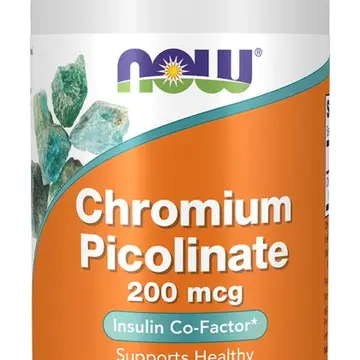 now®
Chromium
Picolinate
200 mcg
Insulin Co-Factor*
Supports Healthy